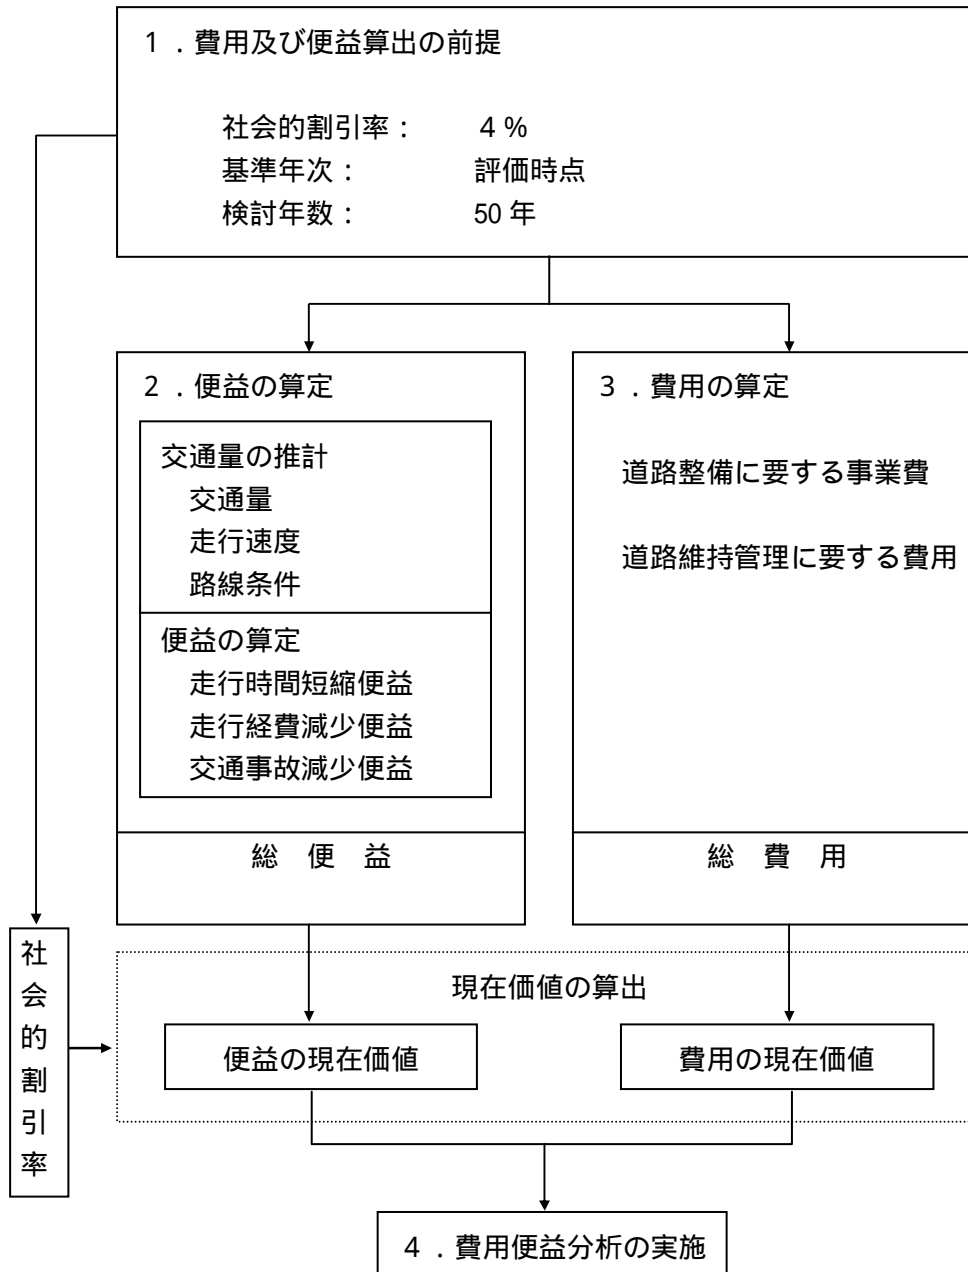 １．費用及び便益算出の前提
社会的割引率： ４％
基準年次： 評価時点
検討年数： 50 年
２．便益の算定
交通量の推計
交通量
走行速度
路線条件
便益の算定
走行時間短縮便益
走行経費減少便益
交通事故減少便益
総 便 益
３．費用の算定
道路整備に要する事業費
道路維持管理に要する費用
総 費 用
社会的割引率
現在価値の算出
便益の現在価値
費用の現在価値
４．費用便益分析の実施